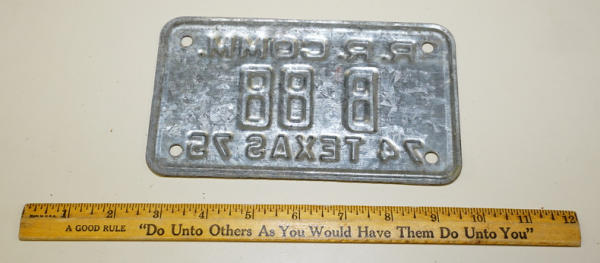 R.R. COMM.
B 88
74 TEXAS 75
1 2 3 4 5 6 7 8 9 10 11 12
A GOOD RULE "Do Unto Others As You Would Have Them Do Unto You"